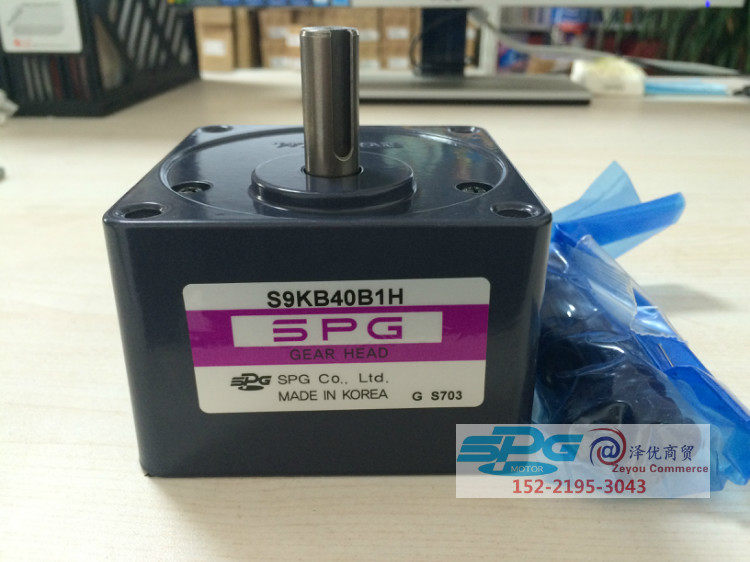 S9KB40B1H
SPG
GEAR HEAD
SPG SPG Co., Ltd.
MADE IN KOREA G S703
SPG @泽优商贸
MOTOR Zeyou Commerce
152-2195-3043